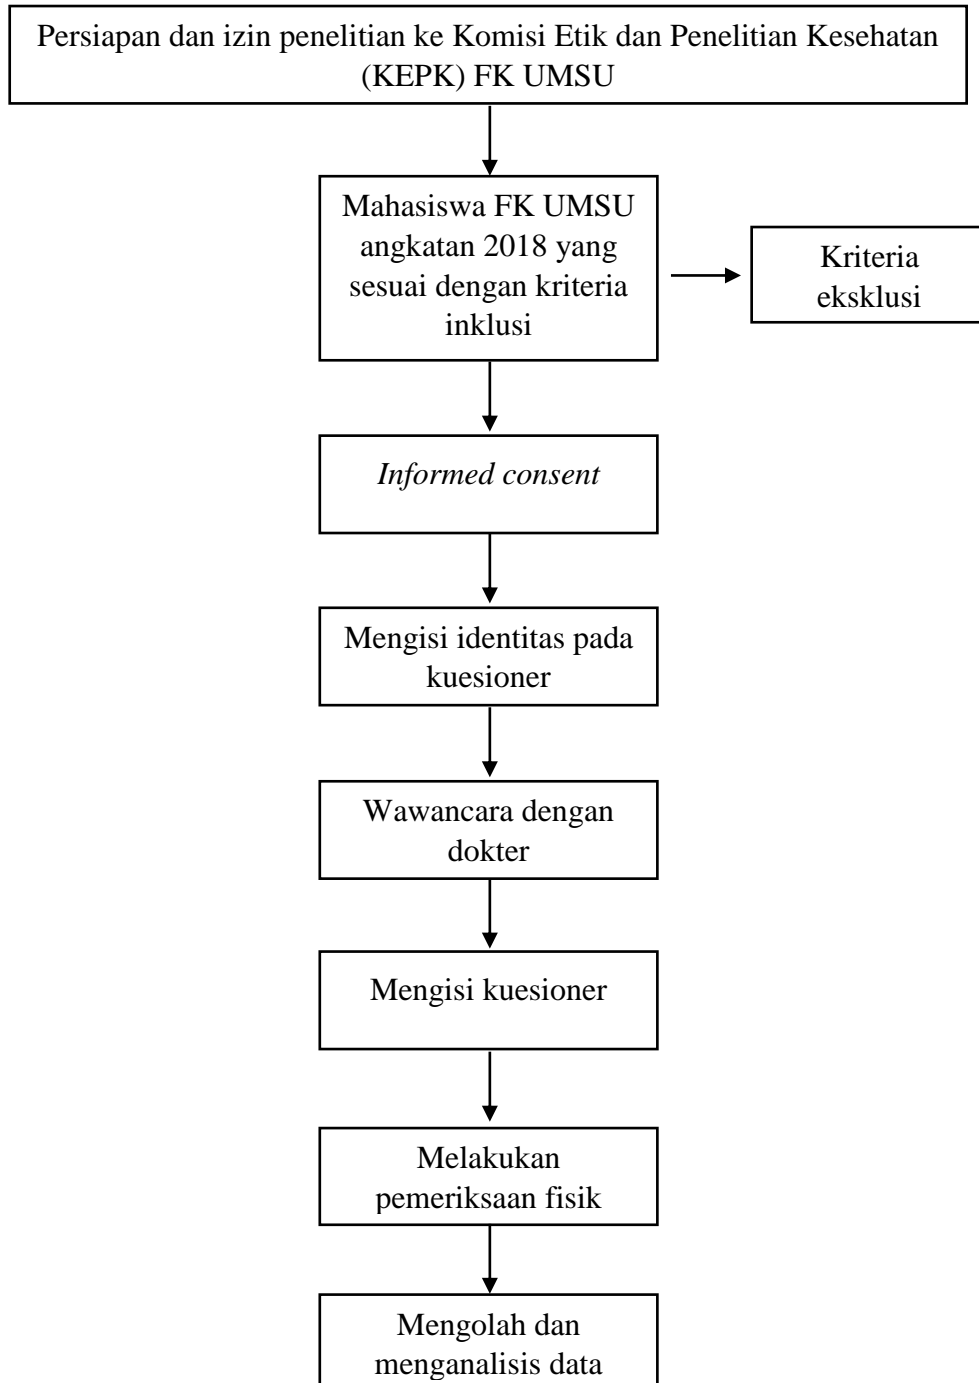 Persiapan dan izin penelitian ke Komisi Etik dan Penelitian Kesehatan
(KEPK) FK UMSU
Mahasiswa FK UMSU
angkatan 2018 yang
sesuai dengan kriteria
inklusi
Kriteria
eksklusi
Informed consent
Mengisi identitas pada
kuesioner
Wawancara dengan
dokter
Mengisi kuesioner
Melakukan
pemeriksaan fisik
Mengolah dan
menganalisis data